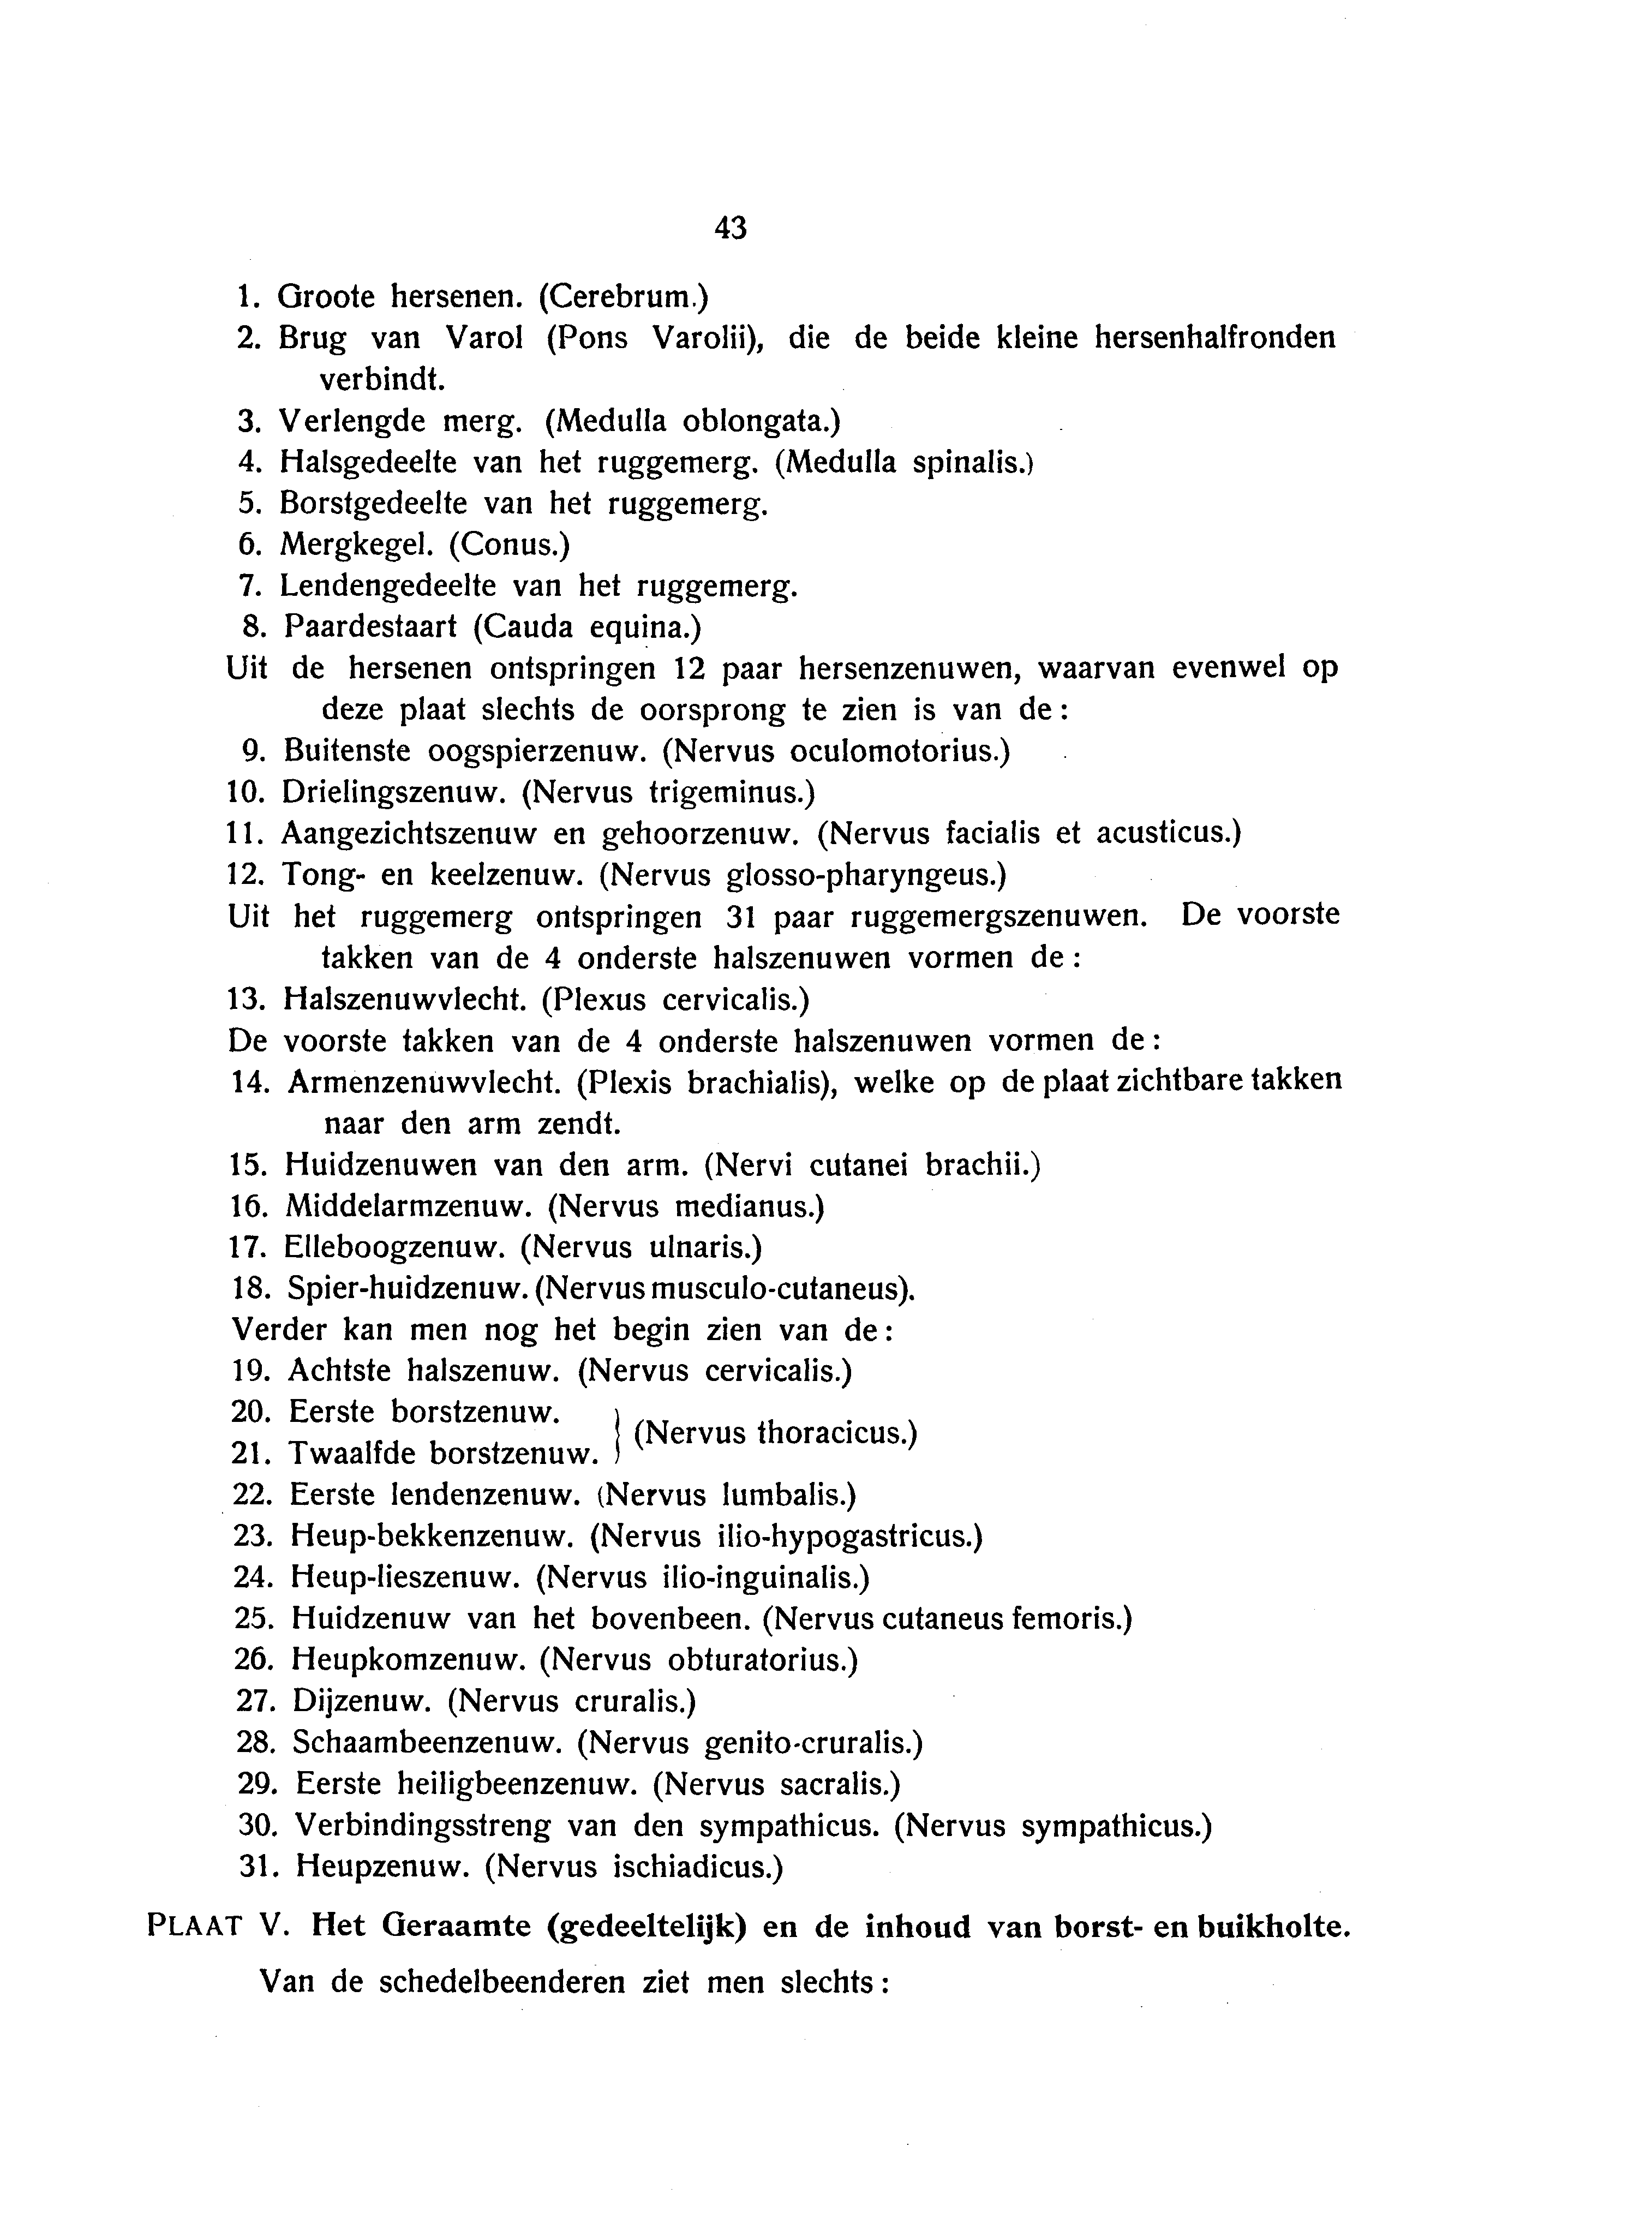 43
1. Groote hersenen. (Cerebrum.)
2. Brug van Varol (Pons Varolii), die de beide kleine hersenhalfronden
verbindt.
3. Verlengde merg. (Medulla oblongata.)
4. Halsgedeelte van het ruggemerg. (Medulla spinalis.)
5. Borstgedeelte van het ruggemerg.
6. Mergkegel. (Conus.)
7. Lendengedeelte van het ruggemerg.
8. Paardestaart (Cauda equina.)
Uit de hersenen ontspringen 12 paar hersenzenuwen, waarvan evenwel op
deze plaat slechts de oorsprong te zien is van de:
9. Buitenste oogspierzenuw. (Nervus oculomotorius.)
10. Drielingszenuw. (Nervus trigeminus.)
11. Aangezichtszenuw en gehoorzenuw. (Nervus facialis et acusticus.)
12. Tong- en keelzenuw. (Nervus glosso-pharyngeus.)
Uit het ruggemerg ontspringen 31 paar ruggemergszenuwen. De voorste
takken van de 4 onderste halszenuwen vormen de:
13. Halszenuwvlecht. (Plexus cervicalis.)
De voorste takken van de 4 onderste halszenuwen vormen de:
14. Armenzenuwvlecht. (Plexis brachialis), welke op de plaat zichtbare takken
naar den arm zendt.
15. Huidzenuwen van den arm. (Nervi cutanei brachii.)
16. Middelarmzenuw. (Nervus medianus.)
17. Elleboogzenuw. (Nervus ulnaris.)
18. Spier-huidzenuw. (Nervus musculo-cutaneus).
Verder kan men nog het begin zien van de:
19. Achtste halszenuw. (Nervus cervicalis.)
20. Eerste borstzenuw.
21. Twaalfde borstzenuw. } (Nervus thoracicus.)
22. Eerste lendenzenuw. (Nervus lumbalis.)
23. Heup-bekkenzenuw. (Nervus ilio-hypogastricus.)
24. Heup-lieszenuw. (Nervus ilio-inguinalis.)
25. Huidzenuw van het bovenbeen. (Nervus cutaneus femoris.)
26. Heupkomzenuw. (Nervus obturatorius.)
27. Dijzenuw. (Nervus cruralis.)
28. Schaambeenzenuw. (Nervus genito-cruralis.)
29. Eerste heiligbeenzenuw. (Nervus sacralis.)
30. Verbindingsstreng van den sympathicus. (Nervus sympathicus.)
31. Heupzenuw. (Nervus ischiadicus.)
PLAAT V. Het Geraamte (gedeeltelijk) en de inhoud van borst- en buikholte.
Van de schedelbeenderen ziet men slechts: